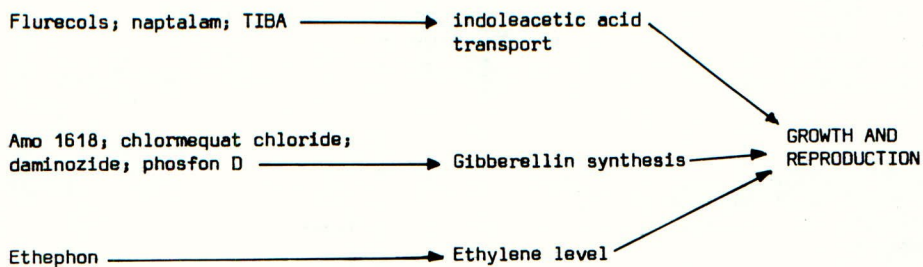 Flurecols; naptalam; TIBA
indoleacetic acid
transport
Amo 1618; chlormequat chloride;
daminozide; phosfon D
Gibberellin synthesis
GROWTH AND
REPRODUCTION
Ethephon
Ethylene level